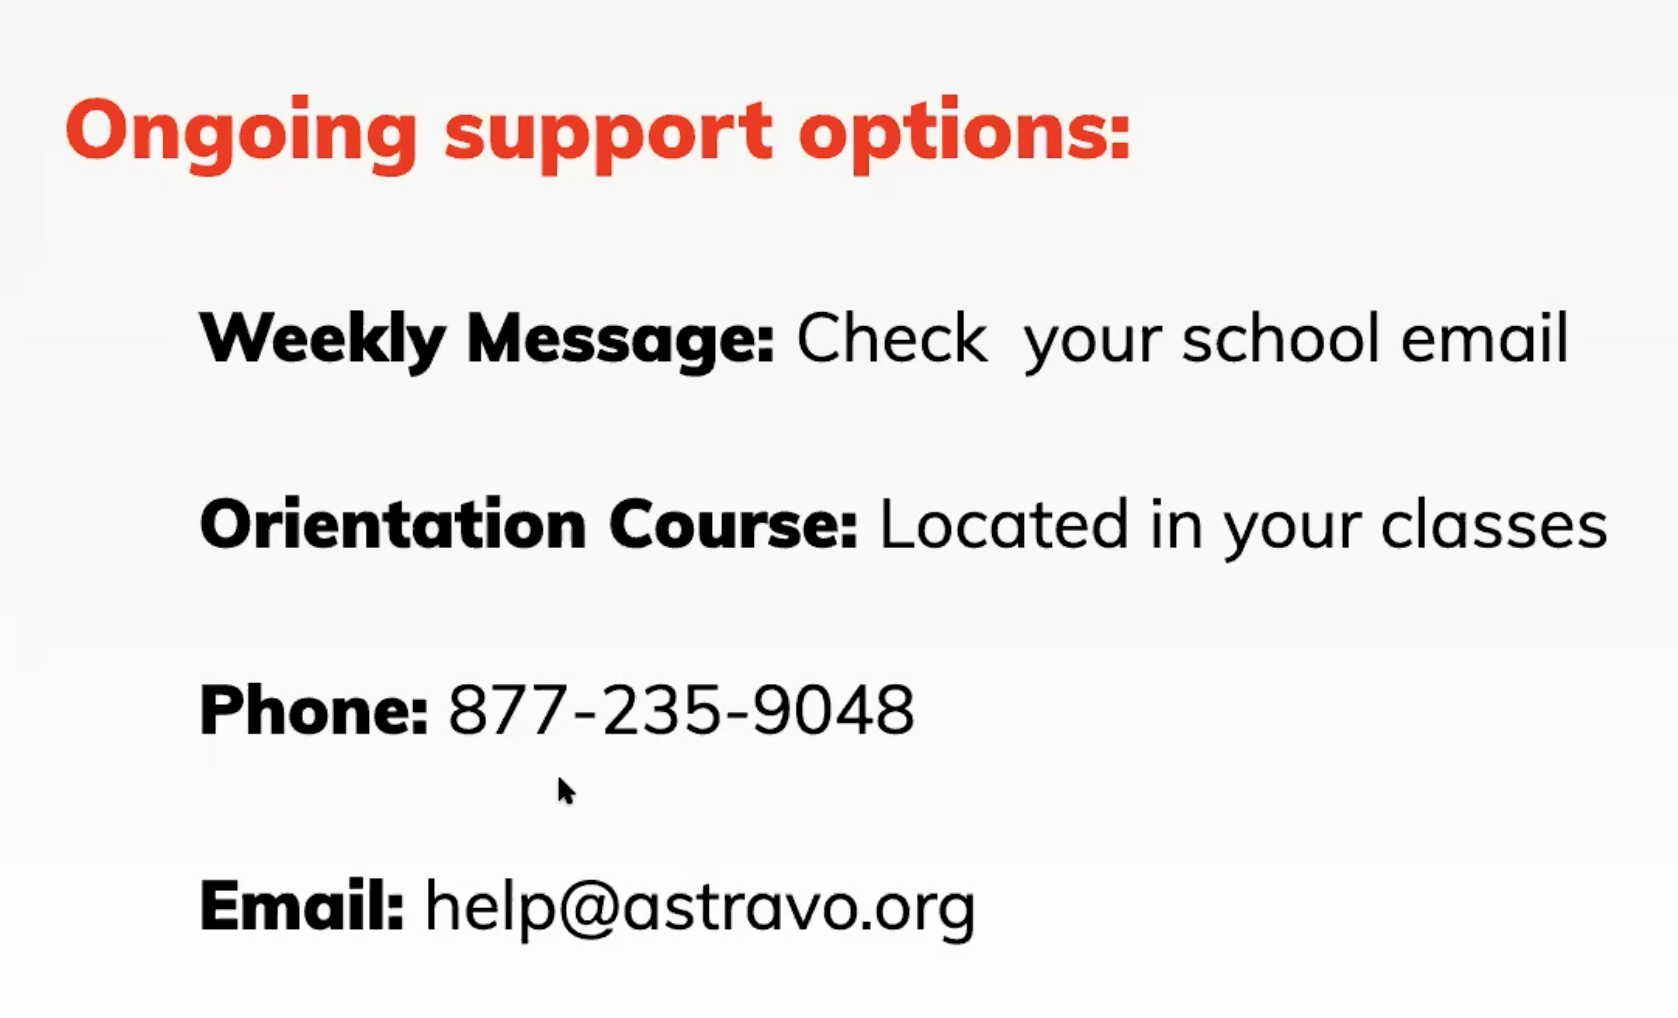 Ongoing support options:
Weekly Message: Check  your school email
Orientation Course: Located in your classes
Phone: 877-235-9048
Email: help@astravo.org